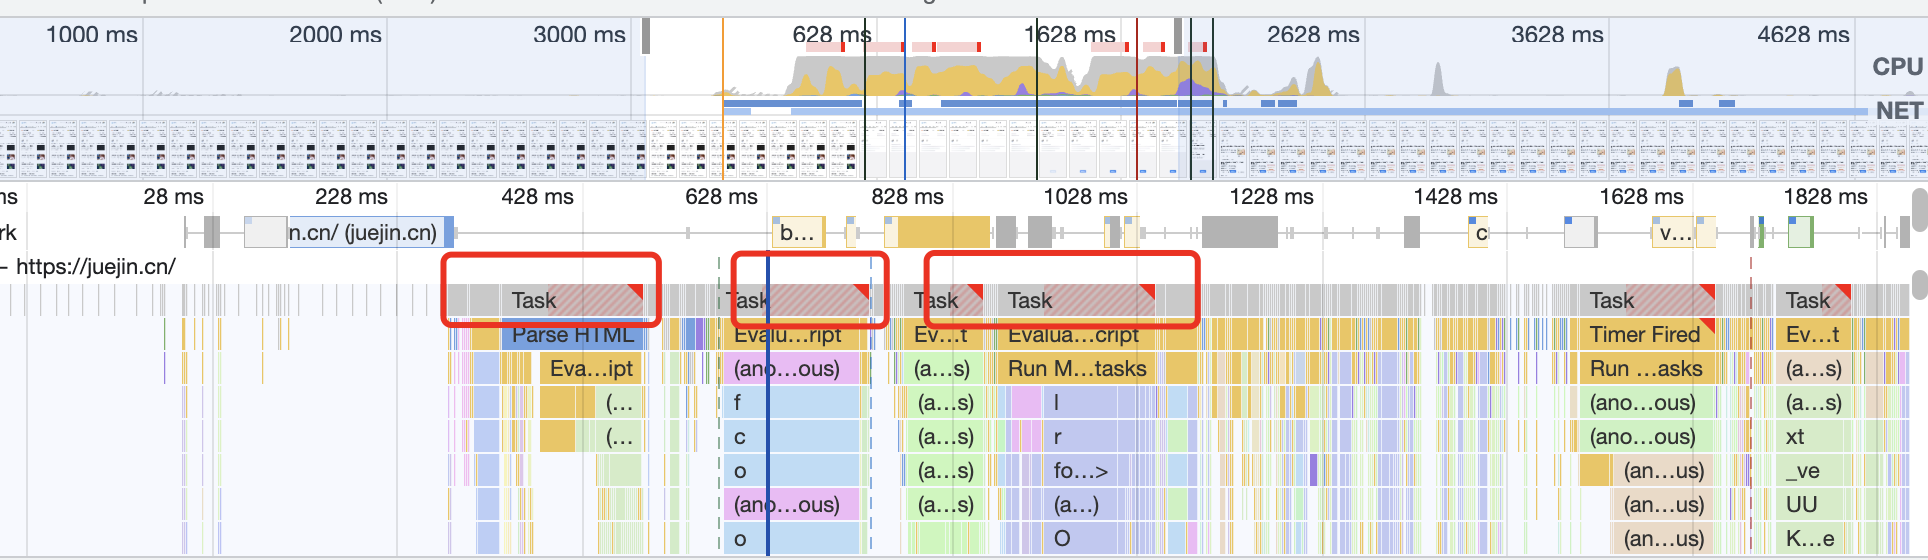 1000 ms 2000 ms 3000 ms 628 ms 1628 ms 2628 ms 3628 ms 4628 ms
CPU
NET
ms 28 ms 228 ms 428 ms 628 ms 828 ms 1028 ms 1228 ms 1428 ms 1628 ms 1828 ms
rk n.cn/ (juejin.cn) b... c v...
– https://juejin.cn/
Task Task Task Task Task Task
Parse HTML Evalu...ript Ev...t Evalua...cript Timer Fired Ev...t
Eva...ipt (ano...ous) (a...s) Run M...tasks Run ...asks (a...s)
(... f (a...s) l (ano...ous) (a...s)
(... c (a...s) r (ano...ous) xt
o (a...s) fo...> (an...us) _ve
(ano...ous) (a...s) (a...) (an...us) UU
o O (an...us) K...e